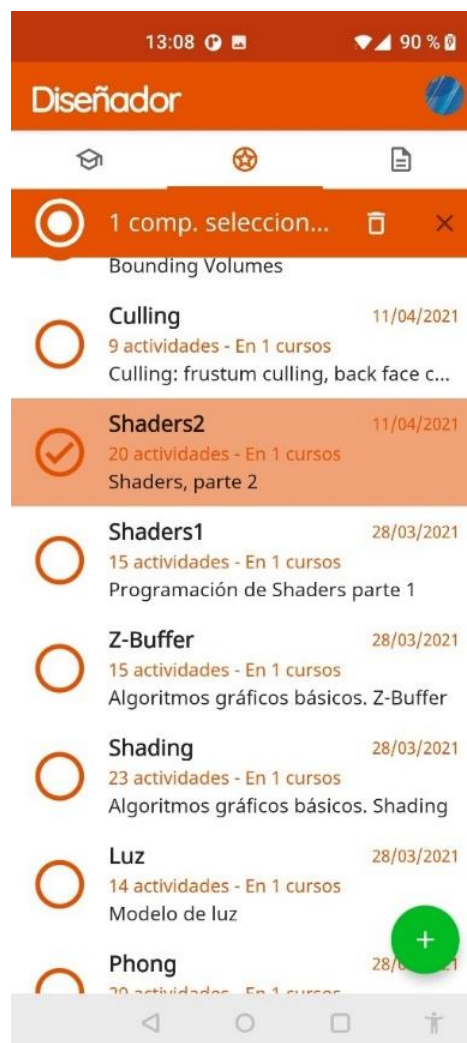 13:08 90 %
Diseñador
1 comp. seleccion...
Bounding Volumes
Culling 11/04/2021
9 actividades - En 1 cursos
Culling: frustum culling, back face c...
Shaders2 11/04/2021
20 actividades - En 1 cursos
Shaders, parte 2
Shaders1 28/03/2021
15 actividades - En 1 cursos
Programación de Shaders parte 1
Z-Buffer 28/03/2021
15 actividades - En 1 cursos
Algoritmos gráficos básicos. Z-Buffer
Shading 28/03/2021
23 actividades - En 1 cursos
Algoritmos gráficos básicos. Shading
Luz 28/03/2021
14 actividades - En 1 cursos
Modelo de luz
Phong
actividades - En 1 cursos